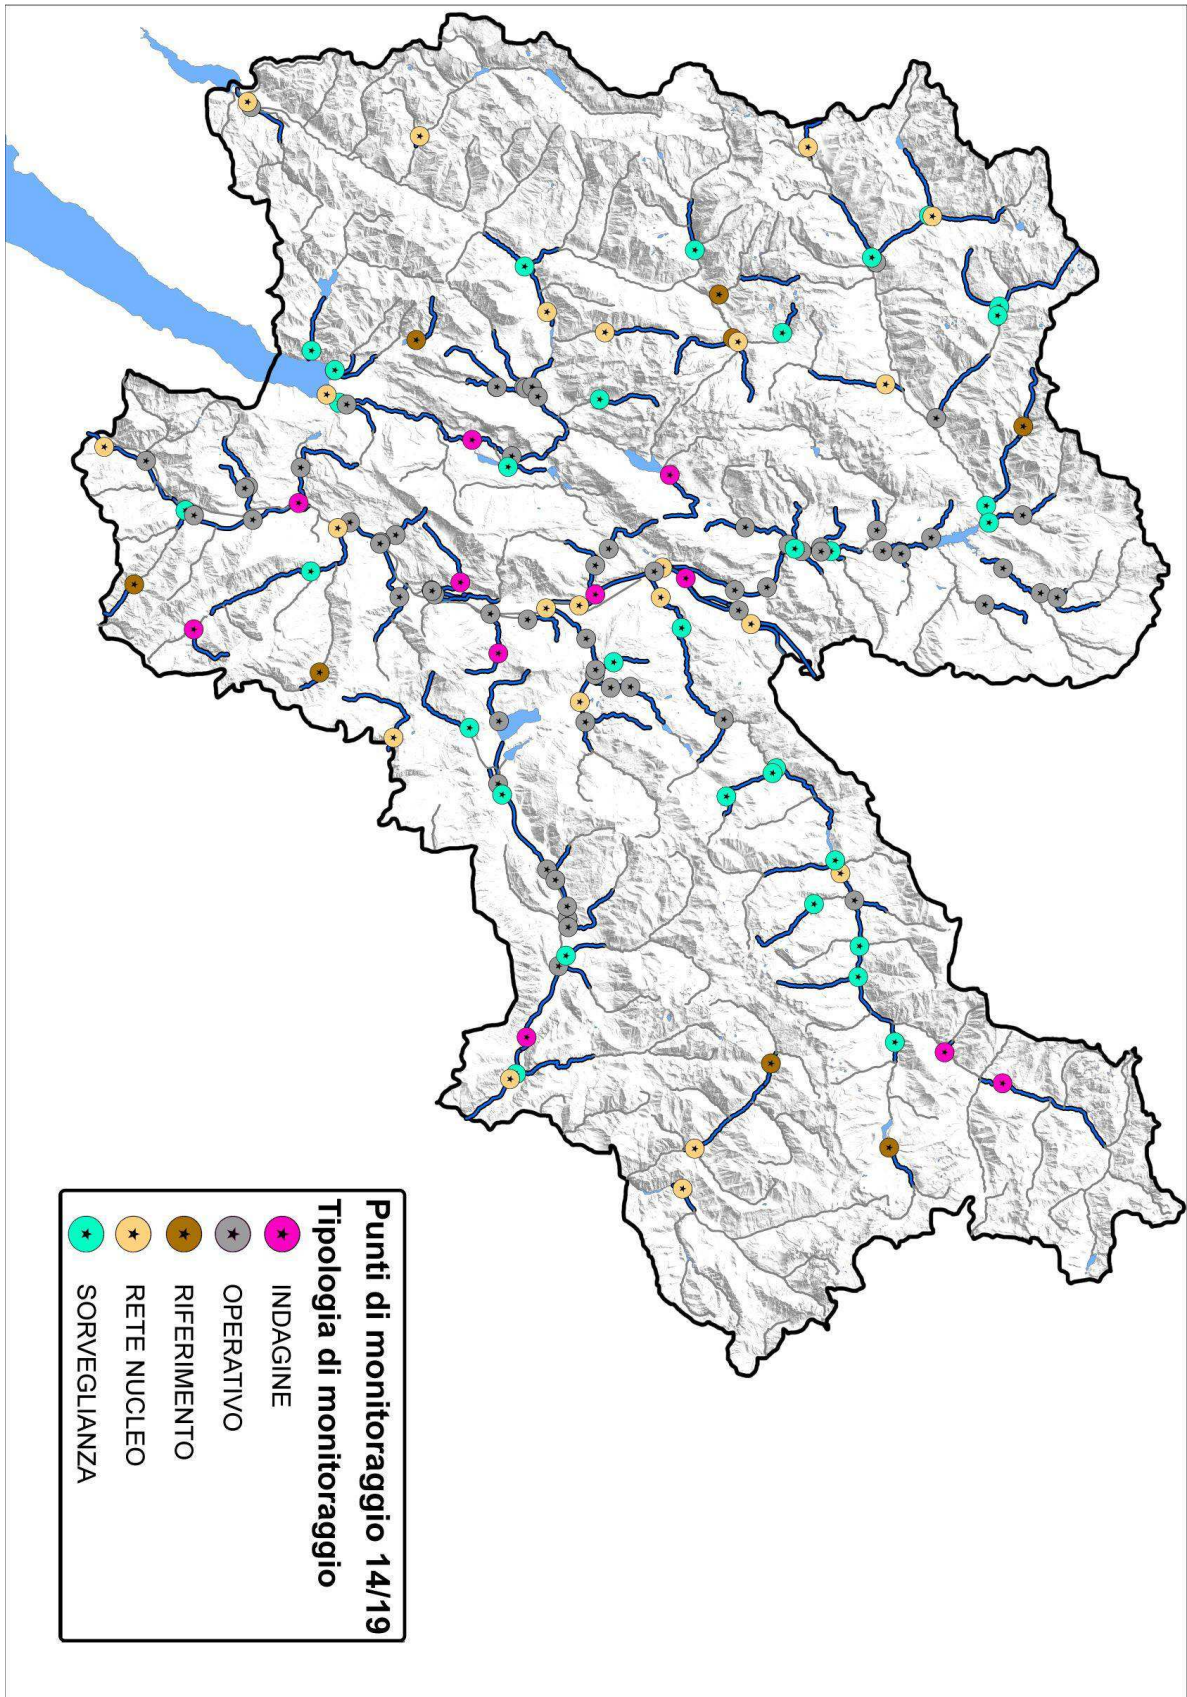 Punti di monitoraggio 14/19
Tipologia di monitoraggio
INDAGINE
OPERATIVO
RIFERIMENTO
RETE NUCLEO
SORVEGLIANZA